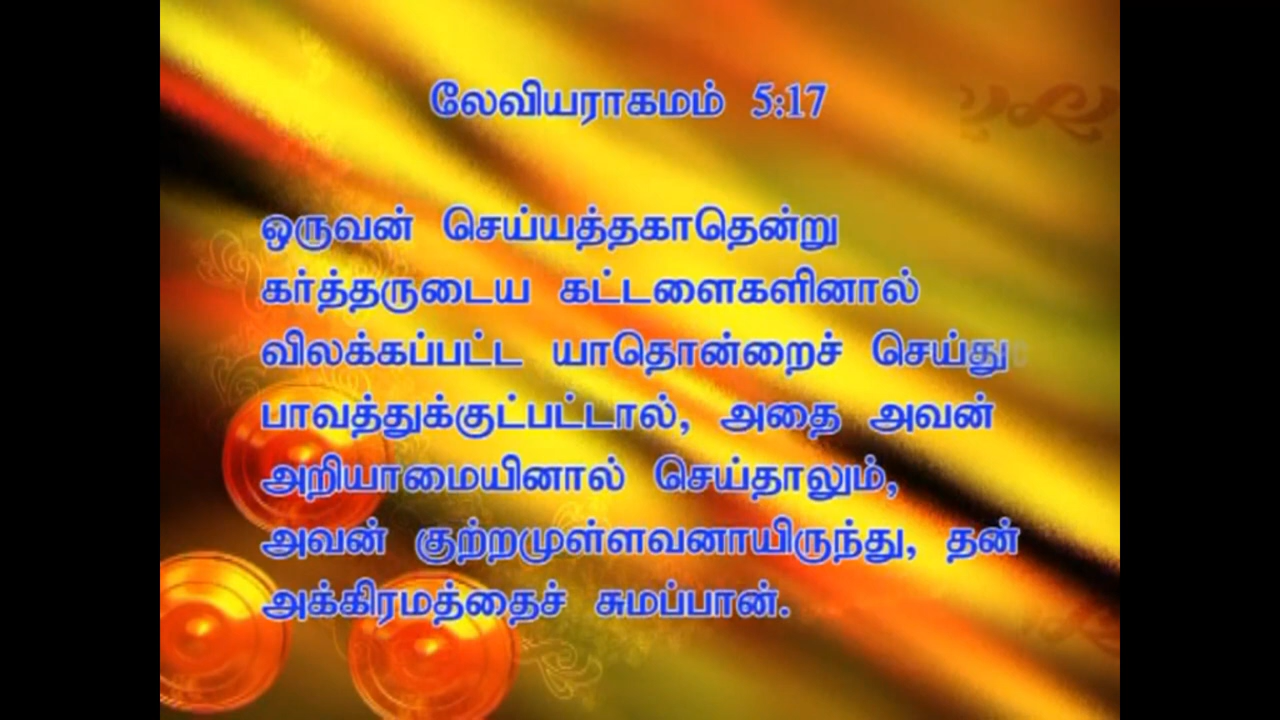 லேவியராகமம் 5:17
ஒருவன் செய்யத்தகாதென்று
கர்த்தருடைய கட்டளைகளினால்
விலக்கப்பட்ட யாதொன்றைச் செய்து
பாவத்துக்குட்பட்டால், அதை அவன்
அறியாமையினால் செய்தாலும்,
அவன் குற்றமுள்ளவனாயிருந்து, தன்
அக்கிரமத்தைச் சுமப்பான்.